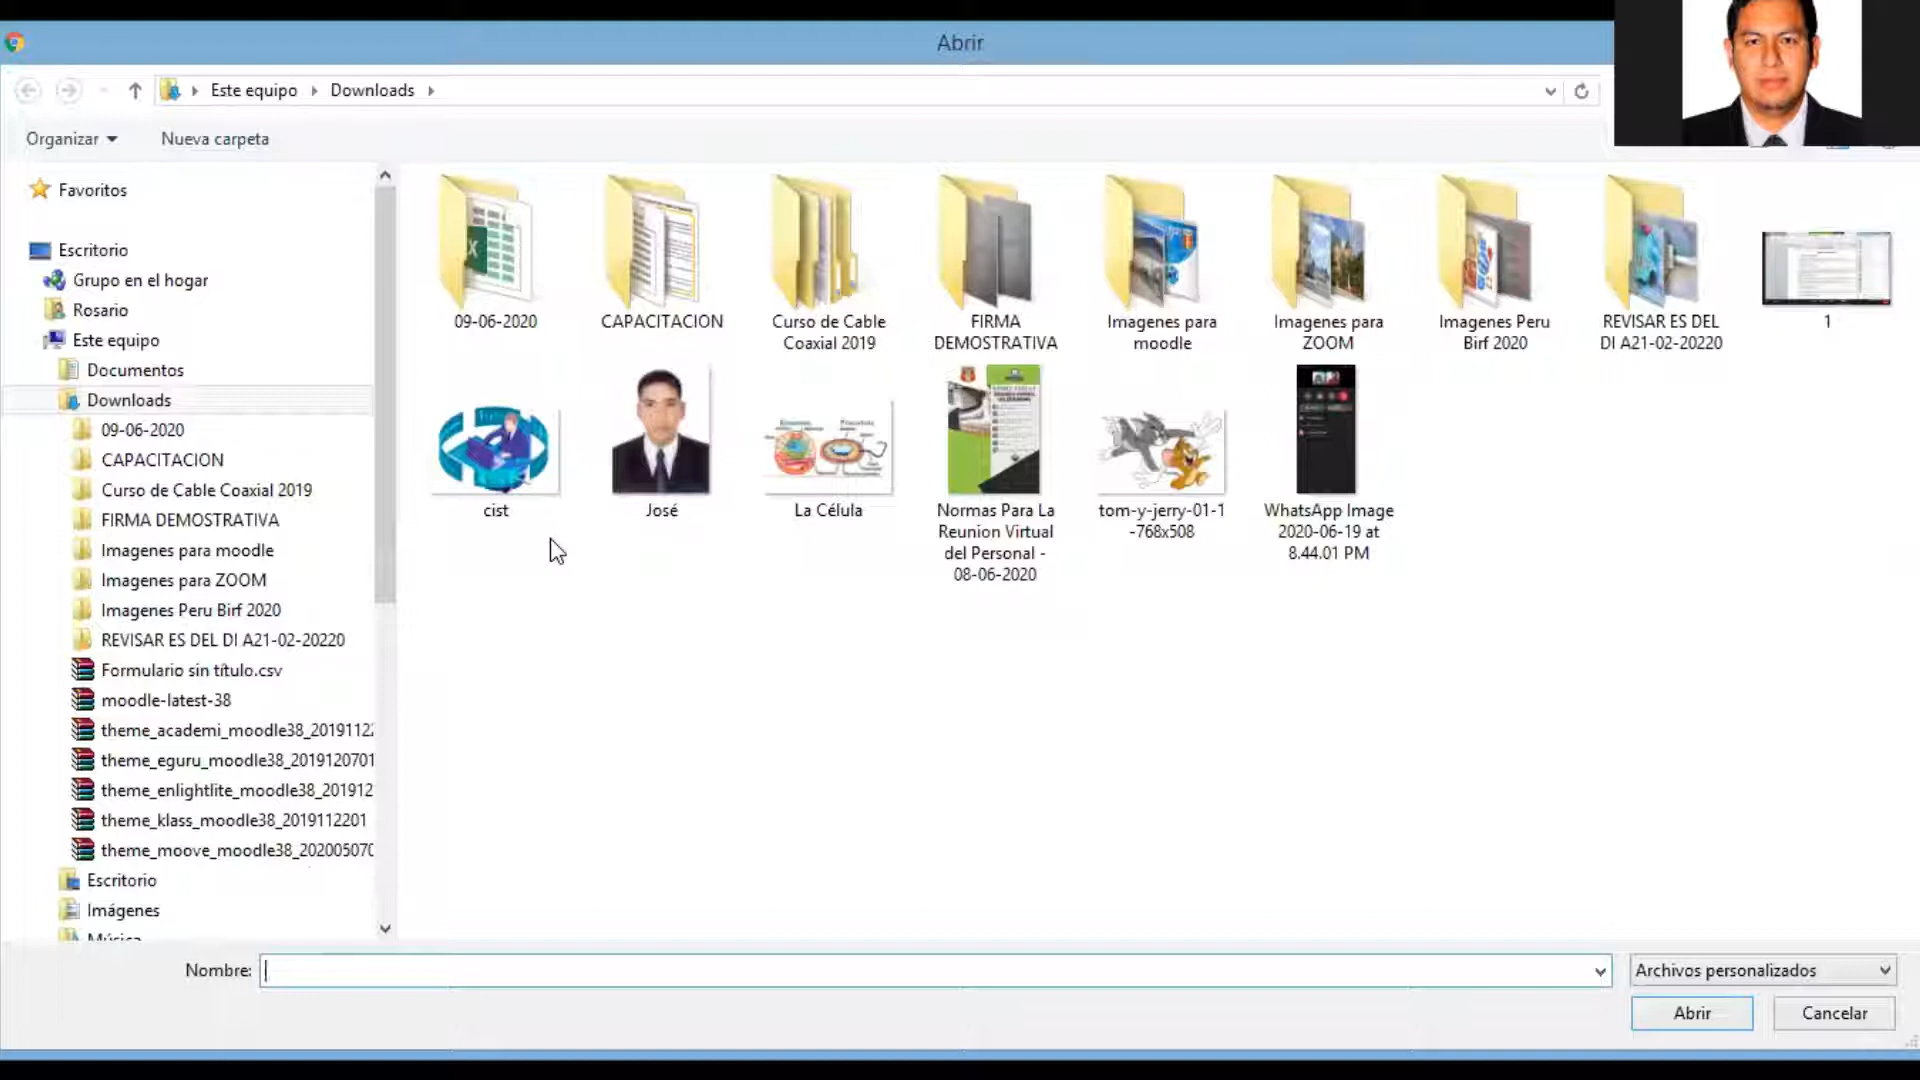 Abrir
Este equipo
Downloads
Organizar
Nueva carpeta
Favoritos
Escritorio
Grupo en el hogar
Rosario
Este equipo
Documentos
Downloads
09-06-2020
CAPACITACION
Curso de Cable Coaxial 2019
FIRMA DEMOSTRATIVA
Imagenes para moodle
Imagenes para ZOOM
Imagenes Peru Birf 2020
REVISAR ES DEL DI A21-02-20220
Formulario sin título.csv
moodle-latest-38
theme_academi_moodle38_2019112
theme_eguru_moodle38_2019120701
theme_enlightlite_moodle38_201912
theme_klass_moodle38_2019112201
theme_moove_moodle38_202005070
Escritorio
Imágenes
Música
09-06-2020
CAPACITACION
Curso de Cable
Coaxial 2019
FIRMA
DEMOSTRATIVA
Imagenes para
moodle
Imagenes para
ZOOM
Imagenes Peru
Birf 2020
REVISAR ES DEL
DI A21-02-20220
1
cist
José
La Célula
Normas Para La
Reunion Virtual
del Personal -
08-06-2020
tom-y-jerry-01-1
-768x508
WhatsApp Image
2020-06-19 at
8.44.01 PM
Nombre:
Archivos personalizados
Abrir
Cancelar